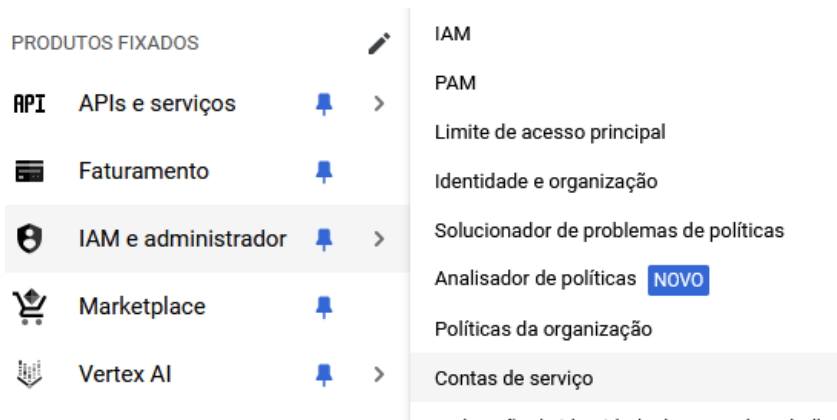 PRODUTOS FIXADOS
API APIs e serviços
Faturamento
IAM e administrador
Marketplace
Vertex AI
IAM
PAM
Limite de acesso principal
Identidade e organização
Solucionador de problemas de políticas
Analisador de políticas NOVO
Políticas da organização
Contas de serviço